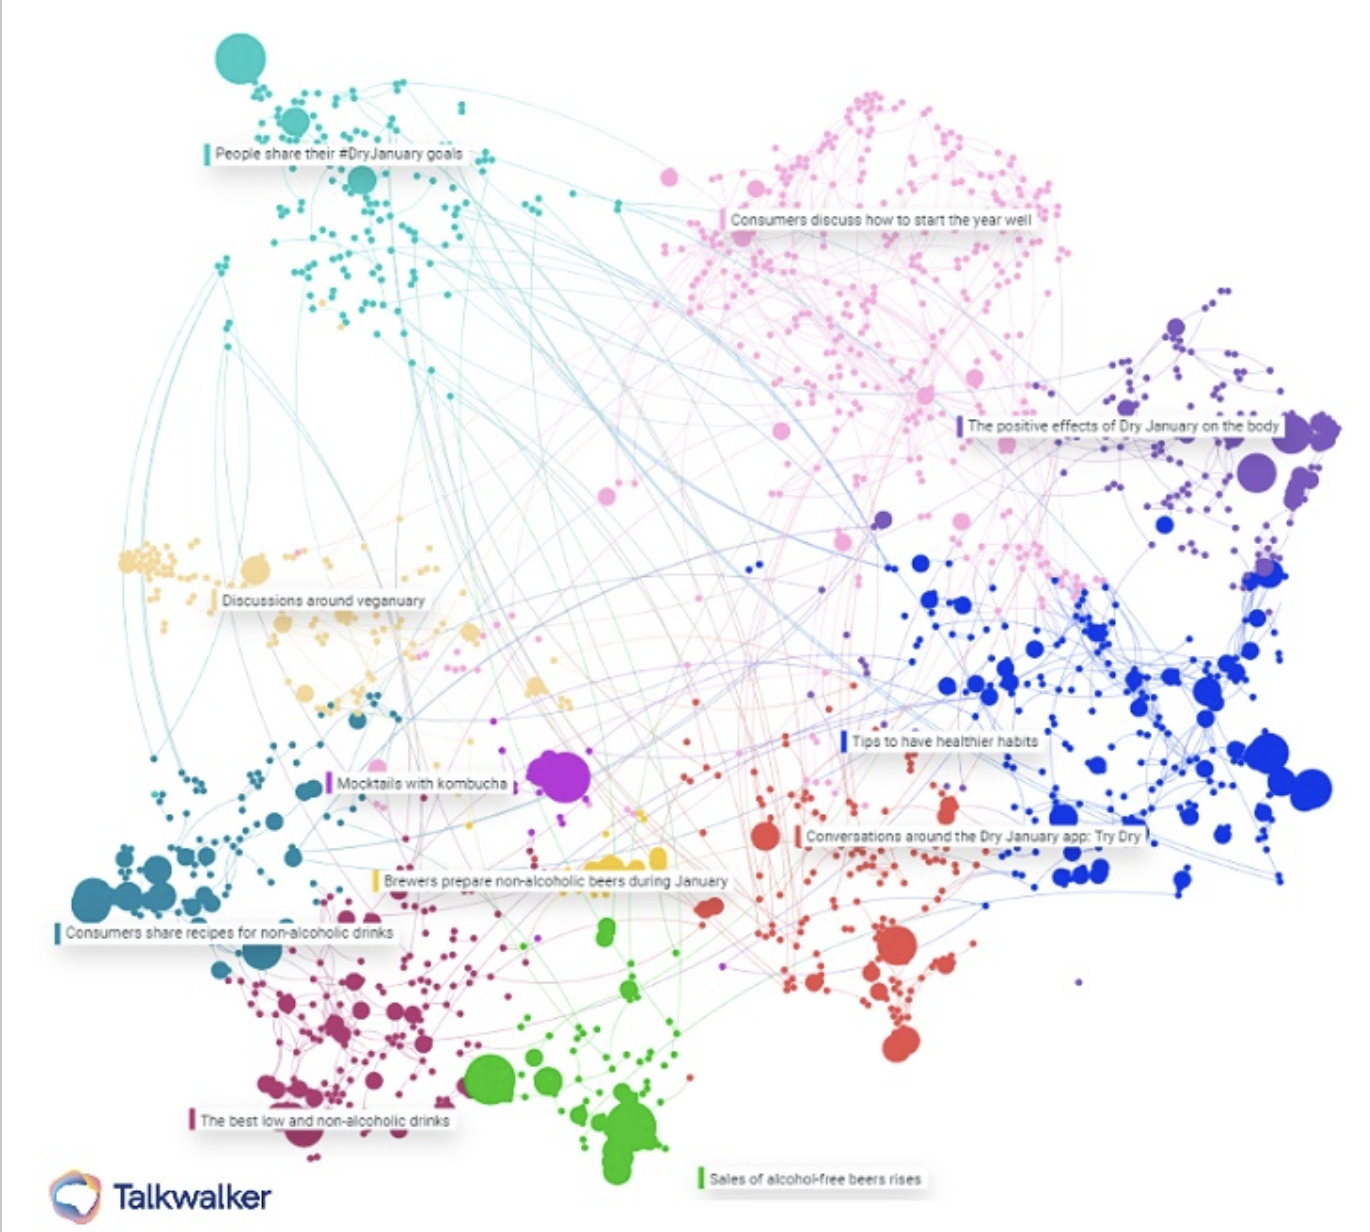 People share their #DryJanuary goals
Consumers discuss how to start the year well
The positive effects of Dry January on the body
Discussions around veganuary
Tips to have healthier habits
Mocktails with kombucha
Conversations around the Dry January app: Try Dry
Brewers prepare non-alcoholic beers during January
Consumers share recipes for non-alcoholic drinks
The best low and non-alcoholic drinks
Sales of alcohol-free beers rises
Talkwalker